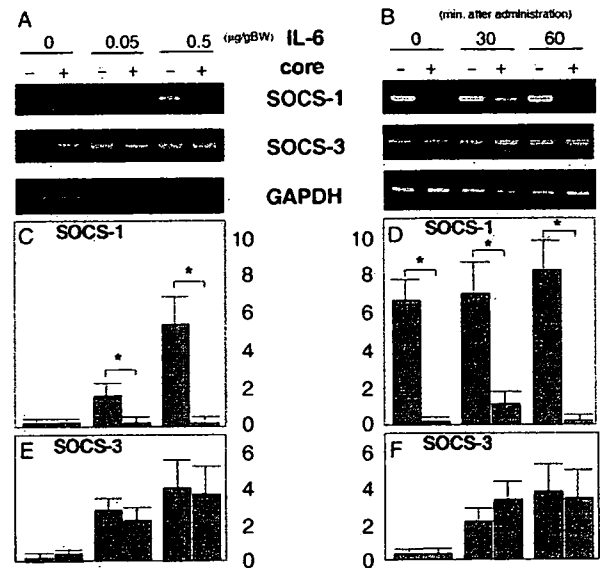 A
B
0 0.05 0.5 (μg/gBW) IL-6
(min. after administration)
0 30 60
− + − + − + core
− + − + − +
SOCS-1
SOCS-3
GAPDH
C SOCS-1
10
8
6
4
2
0
*
*
D SOCS-1
10
8
6
4
2
0
*
*
*
E SOCS-3
6
4
2
0
F SOCS-3
6
4
2
0